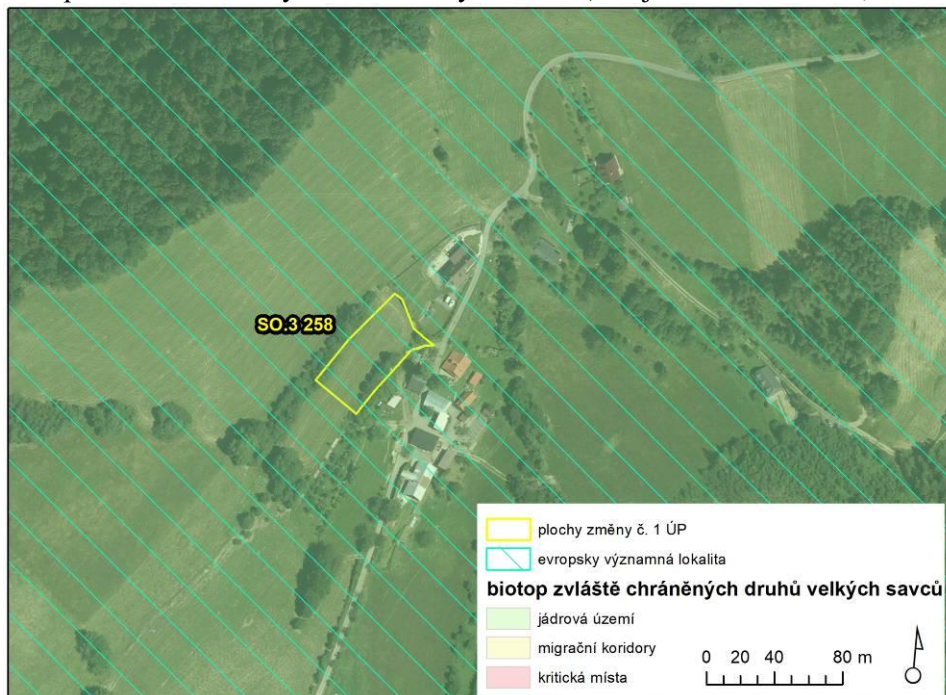 SO.3 258
plochy změny č. 1 ÚP
evropsky významná lokalita
biotop zvláště chráněných druhů velkých savců
jádrová území
migrační koridory
kritická místa
0 20 40 80 m